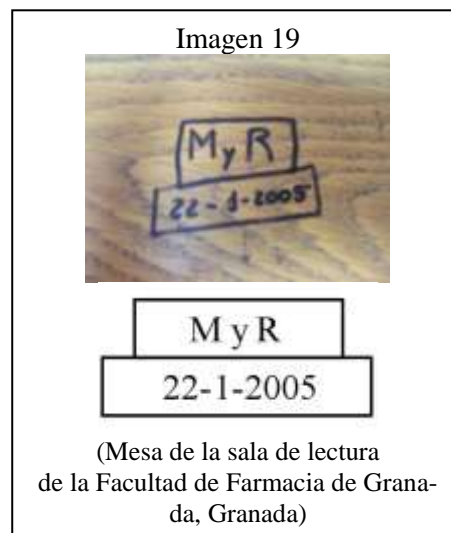 Imagen 19
M y R
22-1-2005
M y R
22-1-2005
(Mesa de la sala de lectura
de la Facultad de Farmacia de Grana-
da, Granada)